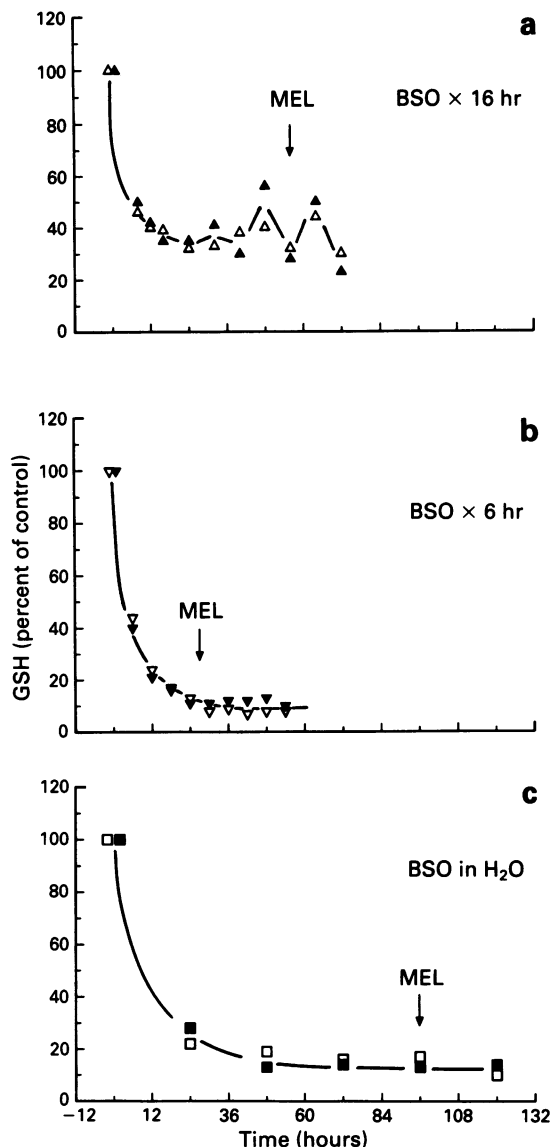 a
120
100
80
60
40
20
0
MEL
BSO × 16 hr
b
120
100
80
60
40
20
0
MEL
BSO × 6 hr
GSH (percent of control)
c
120
100
80
60
40
20
0
MEL
BSO in H₂O
−12 12 36 60 84 108 132
Time (hours)